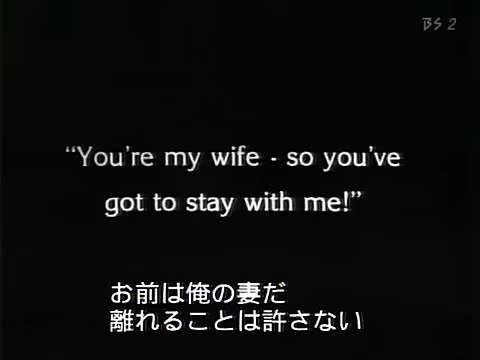 BS 2
“You're my wife - so you've
got to stay with me!”
お前は俺の妻だ
離れることは許さない